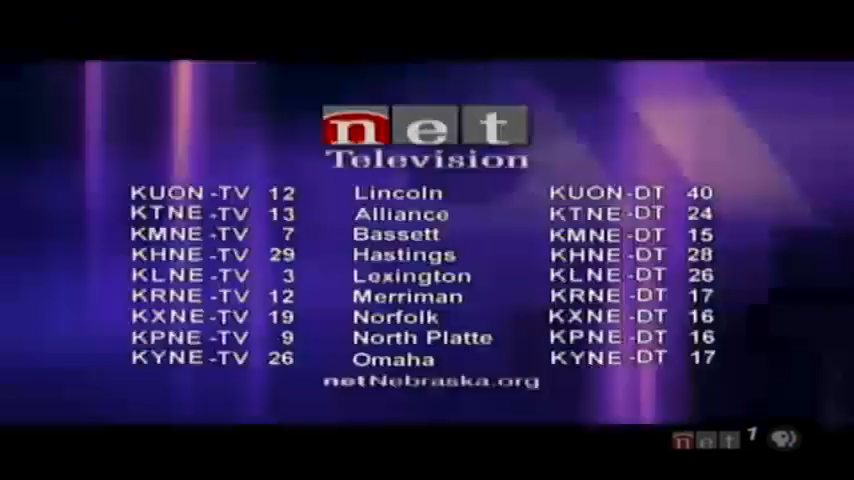 net
Television
KUON-TV 12 Lincoln KUON-DT 40
KTNE-TV 13 Alliance KTNE-DT 24
KMNE-TV 7 Bassett KMNE-DT 15
KHNE-TV 29 Hastings KHNE-DT 28
KLNE-TV 3 Lexington KLNE-DT 26
KRNE-TV 12 Merriman KRNE-DT 17
KXNE-TV 19 Norfolk KXNE-DT 16
KPNE-TV 9 North Platte KPNE-DT 16
KYNE-TV 26 Omaha KYNE-DT 17
netNebraska.org
net 1